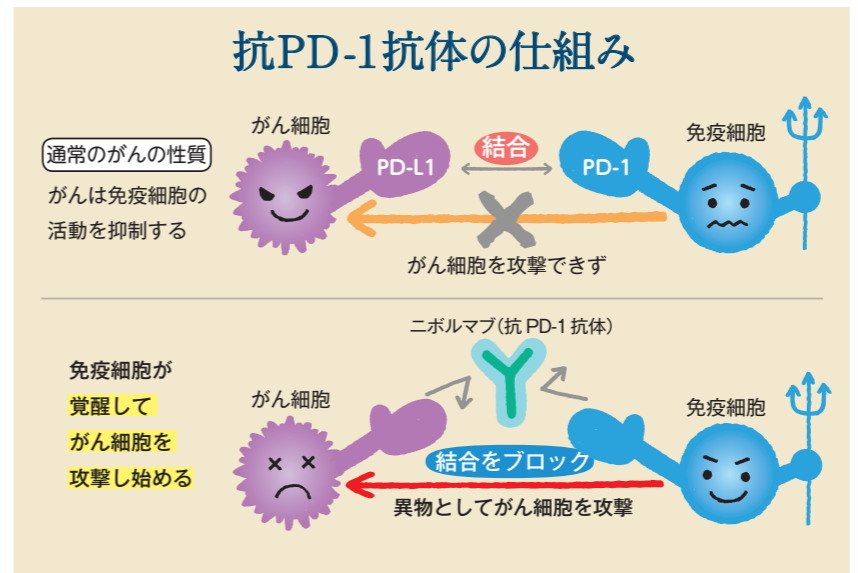 抗PD-1抗体の仕組み
通常のがんの性質
がんは免疫細胞の
活動を抑制する
がん細胞
PD-L1
結合
PD-1
免疫細胞
がん細胞を攻撃できず
免疫細胞が
覚醒して
がん細胞を
攻撃し始める
ニボルマブ(抗PD-1抗体)
がん細胞
免疫細胞
結合をブロック
異物としてがん細胞を攻撃